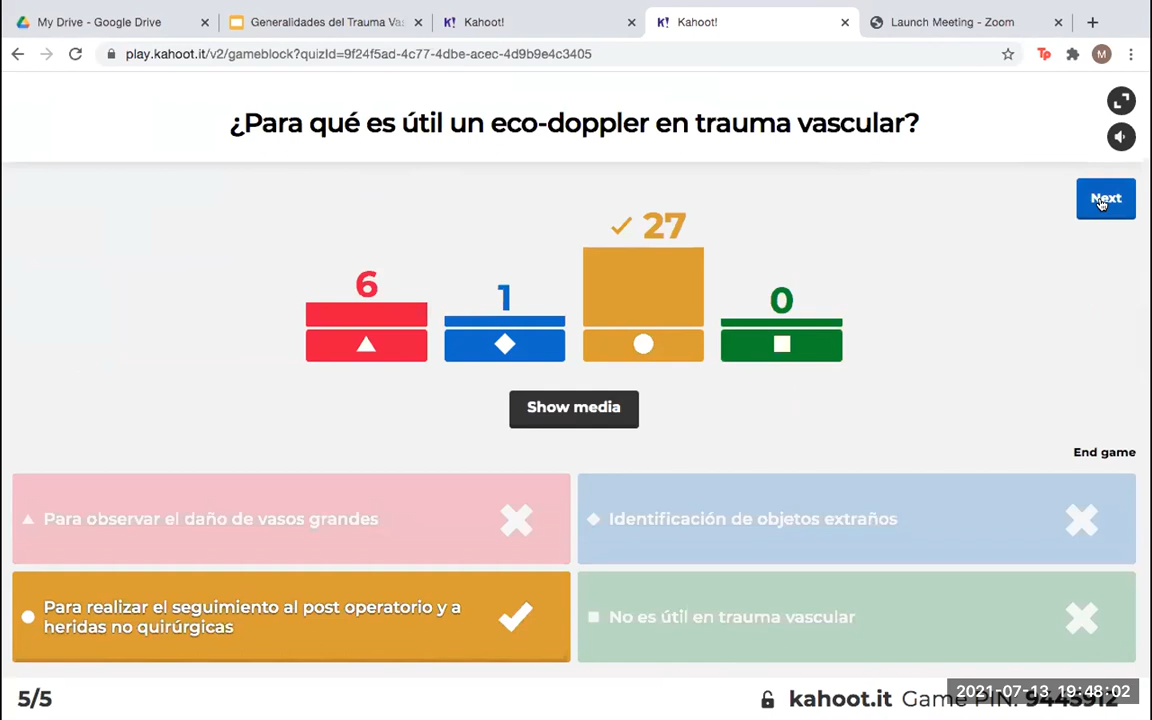 My Drive - Google Drive
Generalidades del Trauma Va
K! Kahoot!
K! Kahoot!
Launch Meeting - Zoom
play.kahoot.it/v2/gameblock?quizId=9f24f5ad-4c77-4dbe-acec-4d9b9e4c3405
Tp
M
¿Para qué es útil un eco-doppler en trauma vascular?
Next
6
1
27
0
Show media
End game
Para observar el daño de vasos grandes
Identificación de objetos extraños
Para realizar el seguimiento al post operatorio y a
heridas no quirúrgicas
No es útil en trauma vascular
5/5
kahoot.it Game PIN: 9445912
2021-07-13 19:48:02